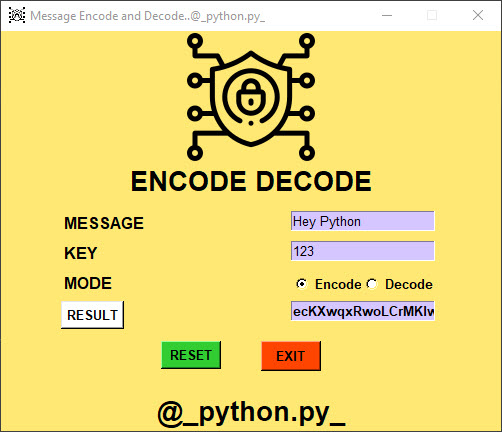 Message Encode and Decode..@_python.py_
ENCODE DECODE
MESSAGE Hey Python
KEY 123
MODE Encode Decode
RESULT ecKXwqxRwoLCrMKlw
RESET EXIT
@_python.py_